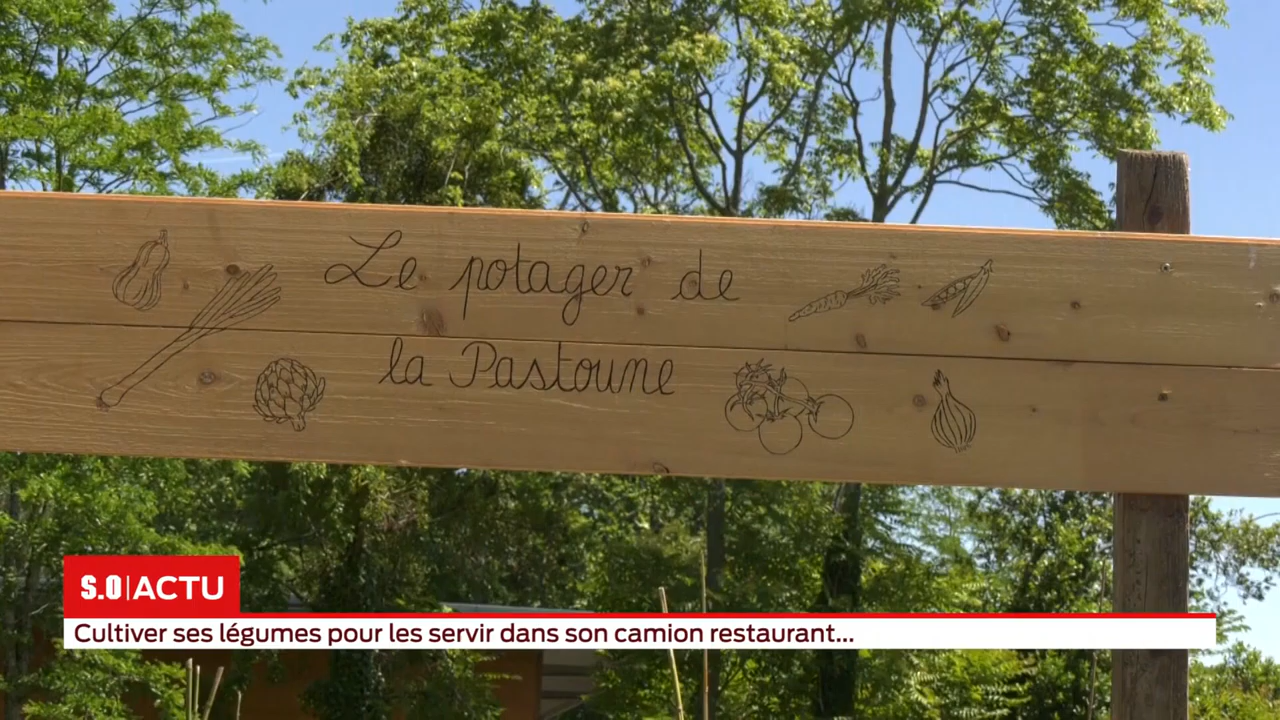 Le potager de
la Pastoune
S.O ACTU
Cultiver ses légumes pour les servir dans son camion restaurant...